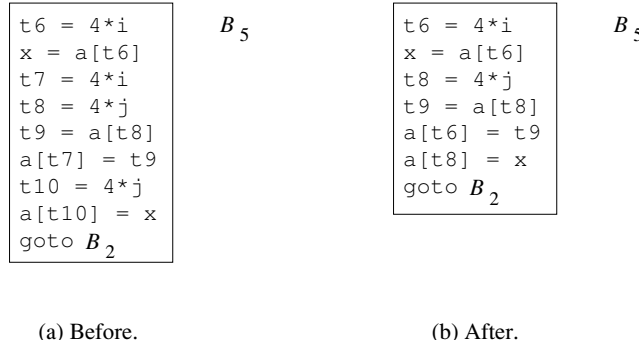 t6 = 4*i
x = a[t6]
t7 = 4*i
t8 = 4*j
t9 = a[t8]
a[t7] = t9
t10 = 4*j
a[t10] = x
goto B2
B5
(a) Before.
t6 = 4*i
x = a[t6]
t8 = 4*j
t9 = a[t8]
a[t6] = t9
a[t8] = x
goto B2
B5
(b) After.